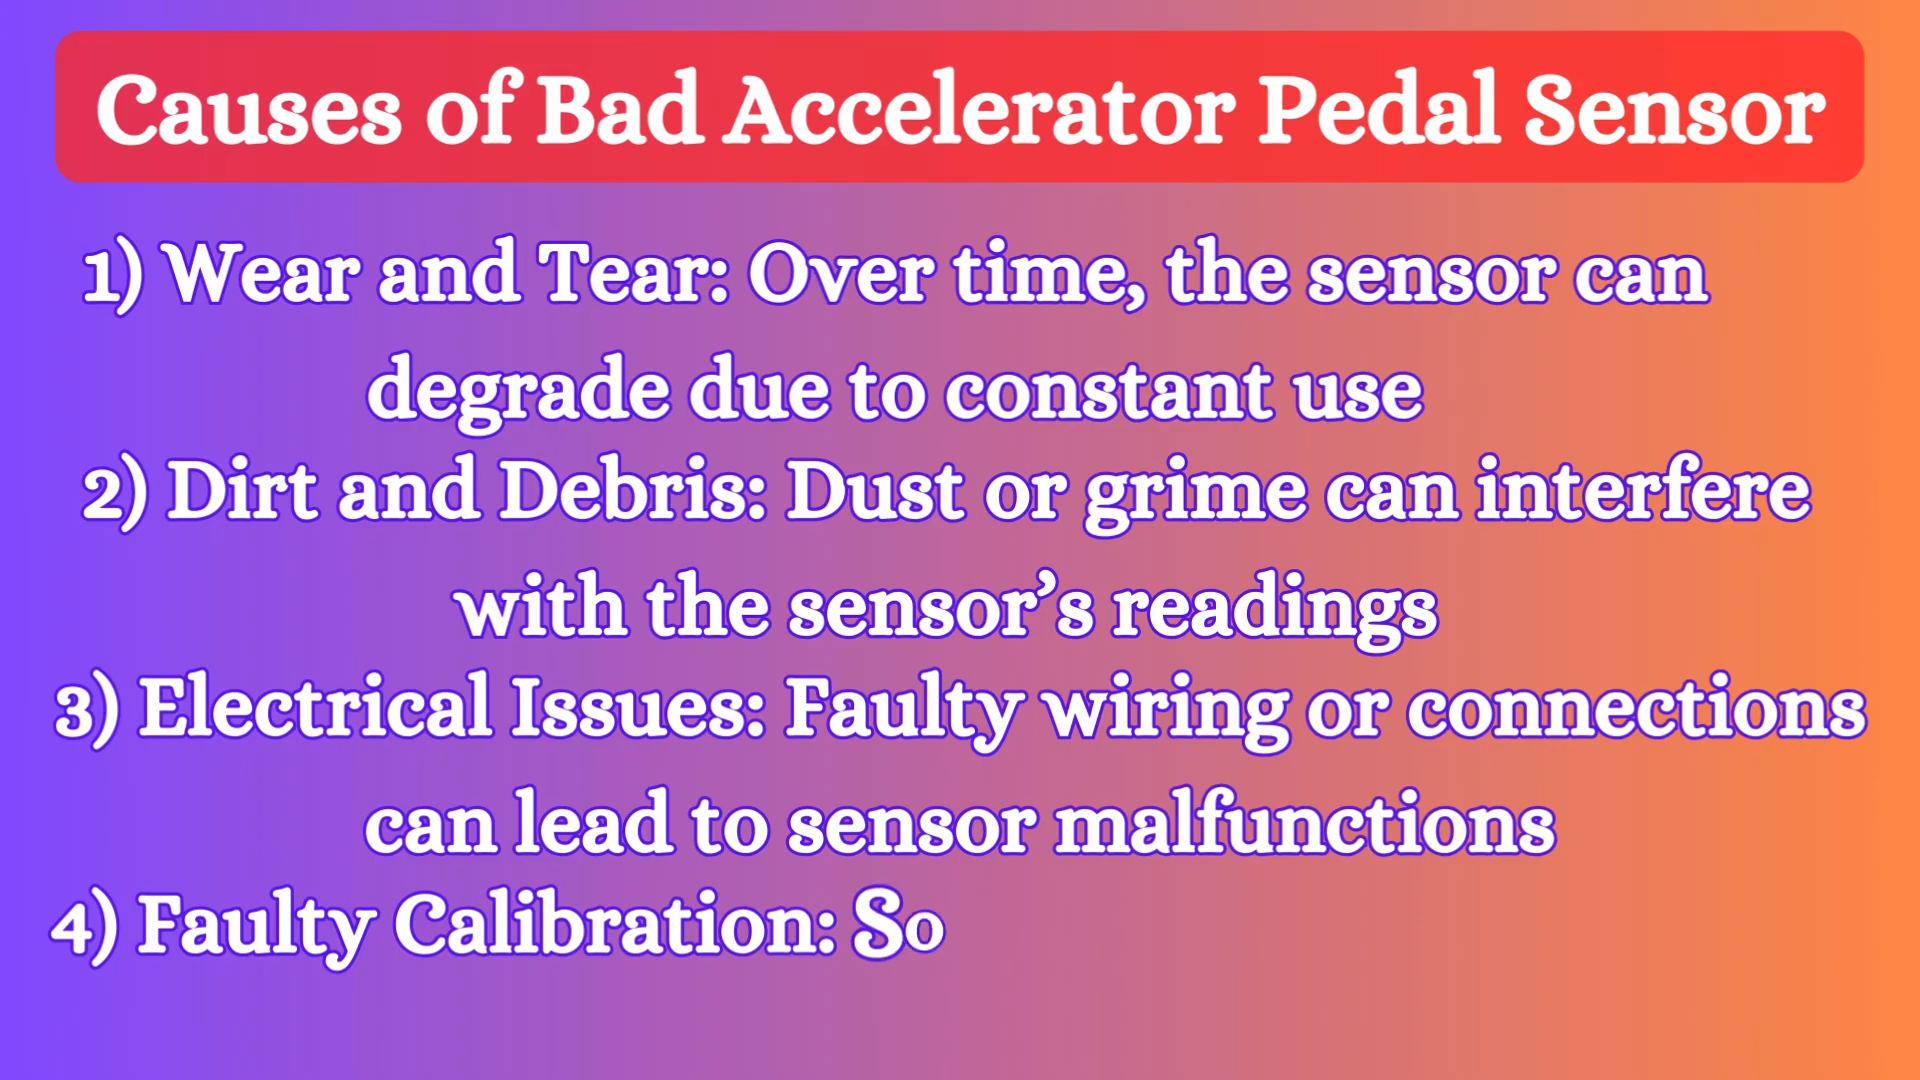 Causes of Bad Accelerator Pedal Sensor
1) Wear and Tear: Over time, the sensor can
degrade due to constant use
2) Dirt and Debris: Dust or grime can interfere
with the sensor’s readings
3) Electrical Issues: Faulty wiring or connections
can lead to sensor malfunctions
4) Faulty Calibration: So